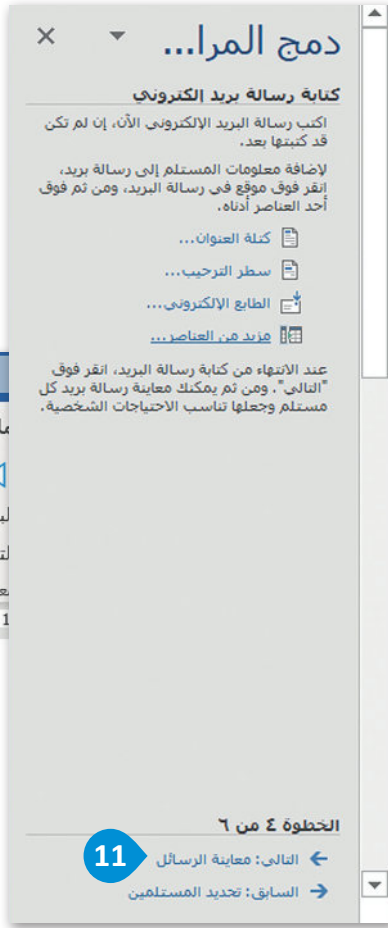 دمج المرا...
كتابة رسالة بريد إلكتروني
اكتب رسالة البريد الإلكتروني الآن، إن لم تكن
قد كتبتها بعد.
لإضافة معلومات المستلم إلى رسالة بريد،
انقر فوق موقع في رسالة البريد، ومن ثم فوق
أحد العناصر أدناه.
كتلة العنوان...
سطر الترحيب...
الطابع الإلكتروني...
مزيد من العناصر...
عند الانتهاء من كتابة رسالة البريد، انقر فوق
"التالي". ومن ثم يمكنك معاينة رسالة بريد كل
مستلم وجعلها تناسب الاحتياجات الشخصية.
الخطوة ٤ من ٦
التالي: معاينة الرسائل
11
السابق: تحديد المستلمين
1